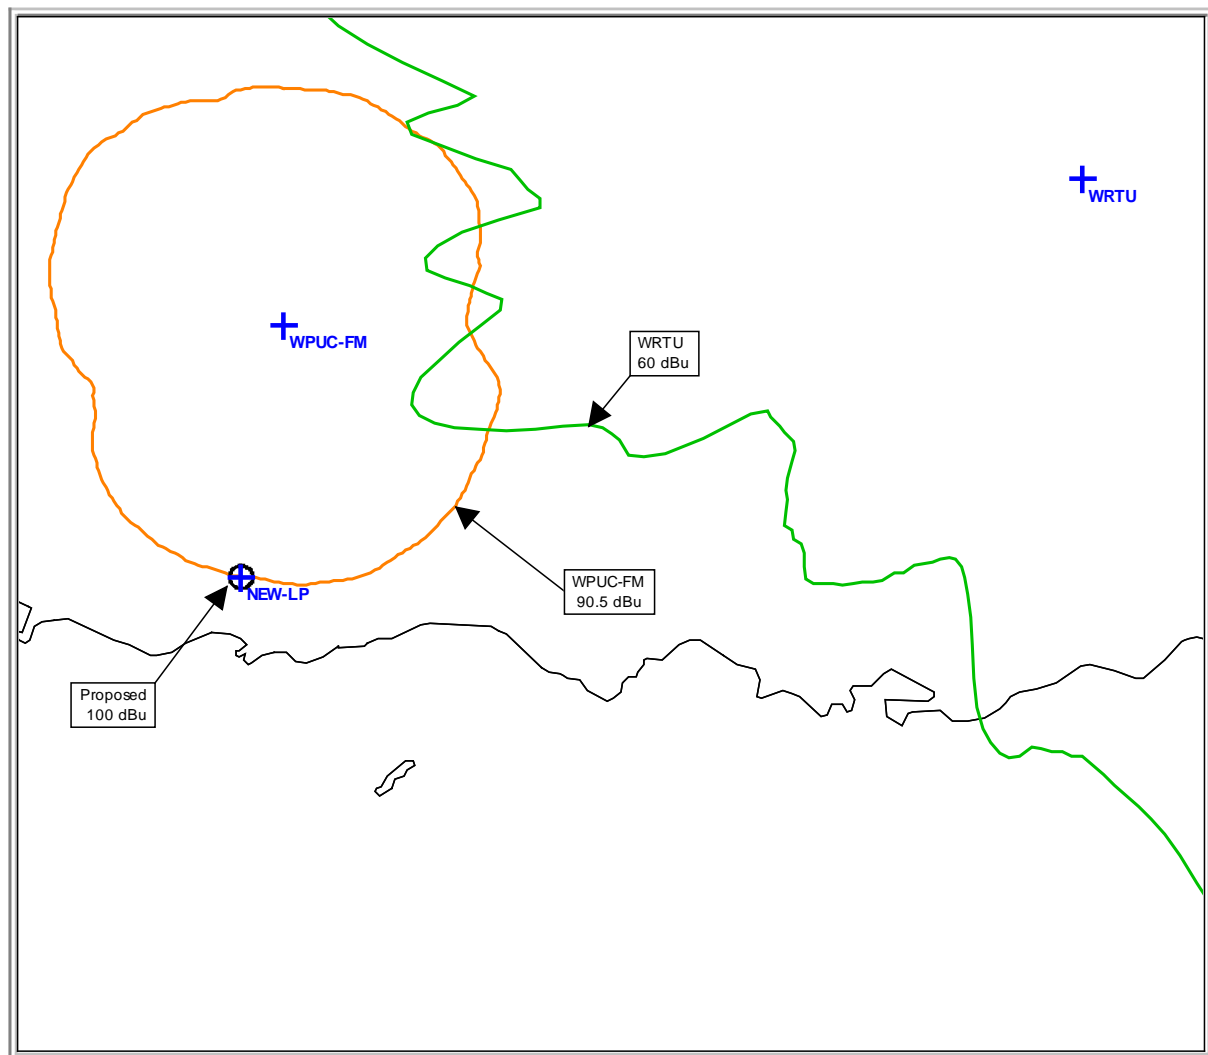 WRTU
WPUC-FM
WRTU
60 dBu
WPUC-FM
90.5 dBu
NEW-LP
Proposed
100 dBu